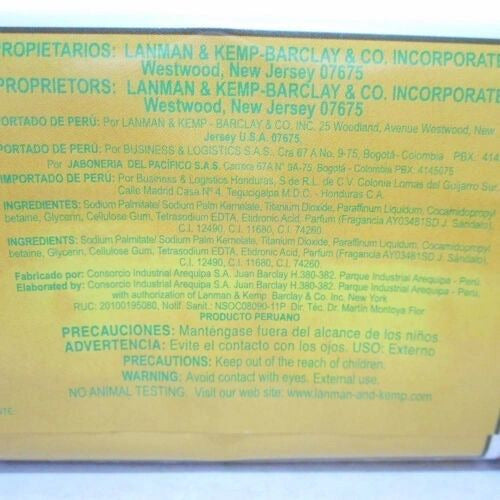 PROPIETARIOS: LANMAN & KEMP-BARCLAY & CO. INCORPORATE
Westwood, New Jersey 07675
PROPRIETORS: LANMAN & KEMP-BARCLAY & CO. INCORPORATE
Westwood, New Jersey 07675
PORTADO DE PERÚ: Por LANMAN & KEMP - BARCLAY & CO. INC. 25 Woodland, Avenue Westwood, New
Jersey U.S.A. 07675
PORTADO DE PERÚ: Por BUSINESS & LOGISTICS S.A.S., Cra 67 A No. 9-75, Bogotá- Colombia PBX: 414
Por JABONERIA DEL PACÍFICO S.A.S. Carrera 67A N° 9A-75, Bogotá - Colombia PBX: 4145075
IMPORTADO DE PERÚ: Por Business & Logistics Honduras, S de R.L. de C.V. Colonia Lomas del Guijarro Sur
Calle Madrid Casa N° 4. Tegucigalpa M.D.C. - Honduras C.A.
INGREDIENTES: Sodium Palmitate/ Sodium Palm Kernelate, Titanium Dioxide, Paraffinum Liquidum, Cocamidopropyl
betaine, Glycerin, Cellulose Gum, Tetrasodium EDTA, Etidronic Acid, Parfum (Fragancia AY03481SD J. Sándalo),
C.I. 12490, C.I. 11680, C.I. 74260.
INGREDIENTS: Sodium Palmitate/ Sodium Palm Kernelate, Titanium Dioxide, Paraffinum Liquidum, Cocamidopropyl
betaine, Glycerin, Cellulose Gum, Tetrasodium EDTA, Etidronic Acid, Parfum (Fragancia AY03481SD J. Sándalo),
C.I. 12490, C.I. 11680, C.I. 74260.
Fabricado por: Consorcio Industrial Arequipa S.A. Juan Barclay H.380-382. Parque Industrial Arequipa - Perú.
Elaborated by: Consorcio Industrial Arequipa S.A. Juan Barclay H.380-382, Parque Industrial Arequipa - Perú,
with authorization of Lanman & Kemp Barclay & Co. Inc. New York
RUC: 20100195080, Notif. Sanit.: NSOC08090-11P Dir. Téc. Dr. Martín Montoya Flor
PRODUCTO PERUANO
PRECAUCIONES: Manténgase fuera del alcance de los niños.
ADVERTENCIA: Evite el contacto con los ojos. USO: Externo
PRECAUTIONS: Keep out of the reach of children.
WARNING: Avoid contact with eyes. External use.
NO ANIMAL TESTING. Visit our web site: www.lanman-and-kemp.com
NTE: